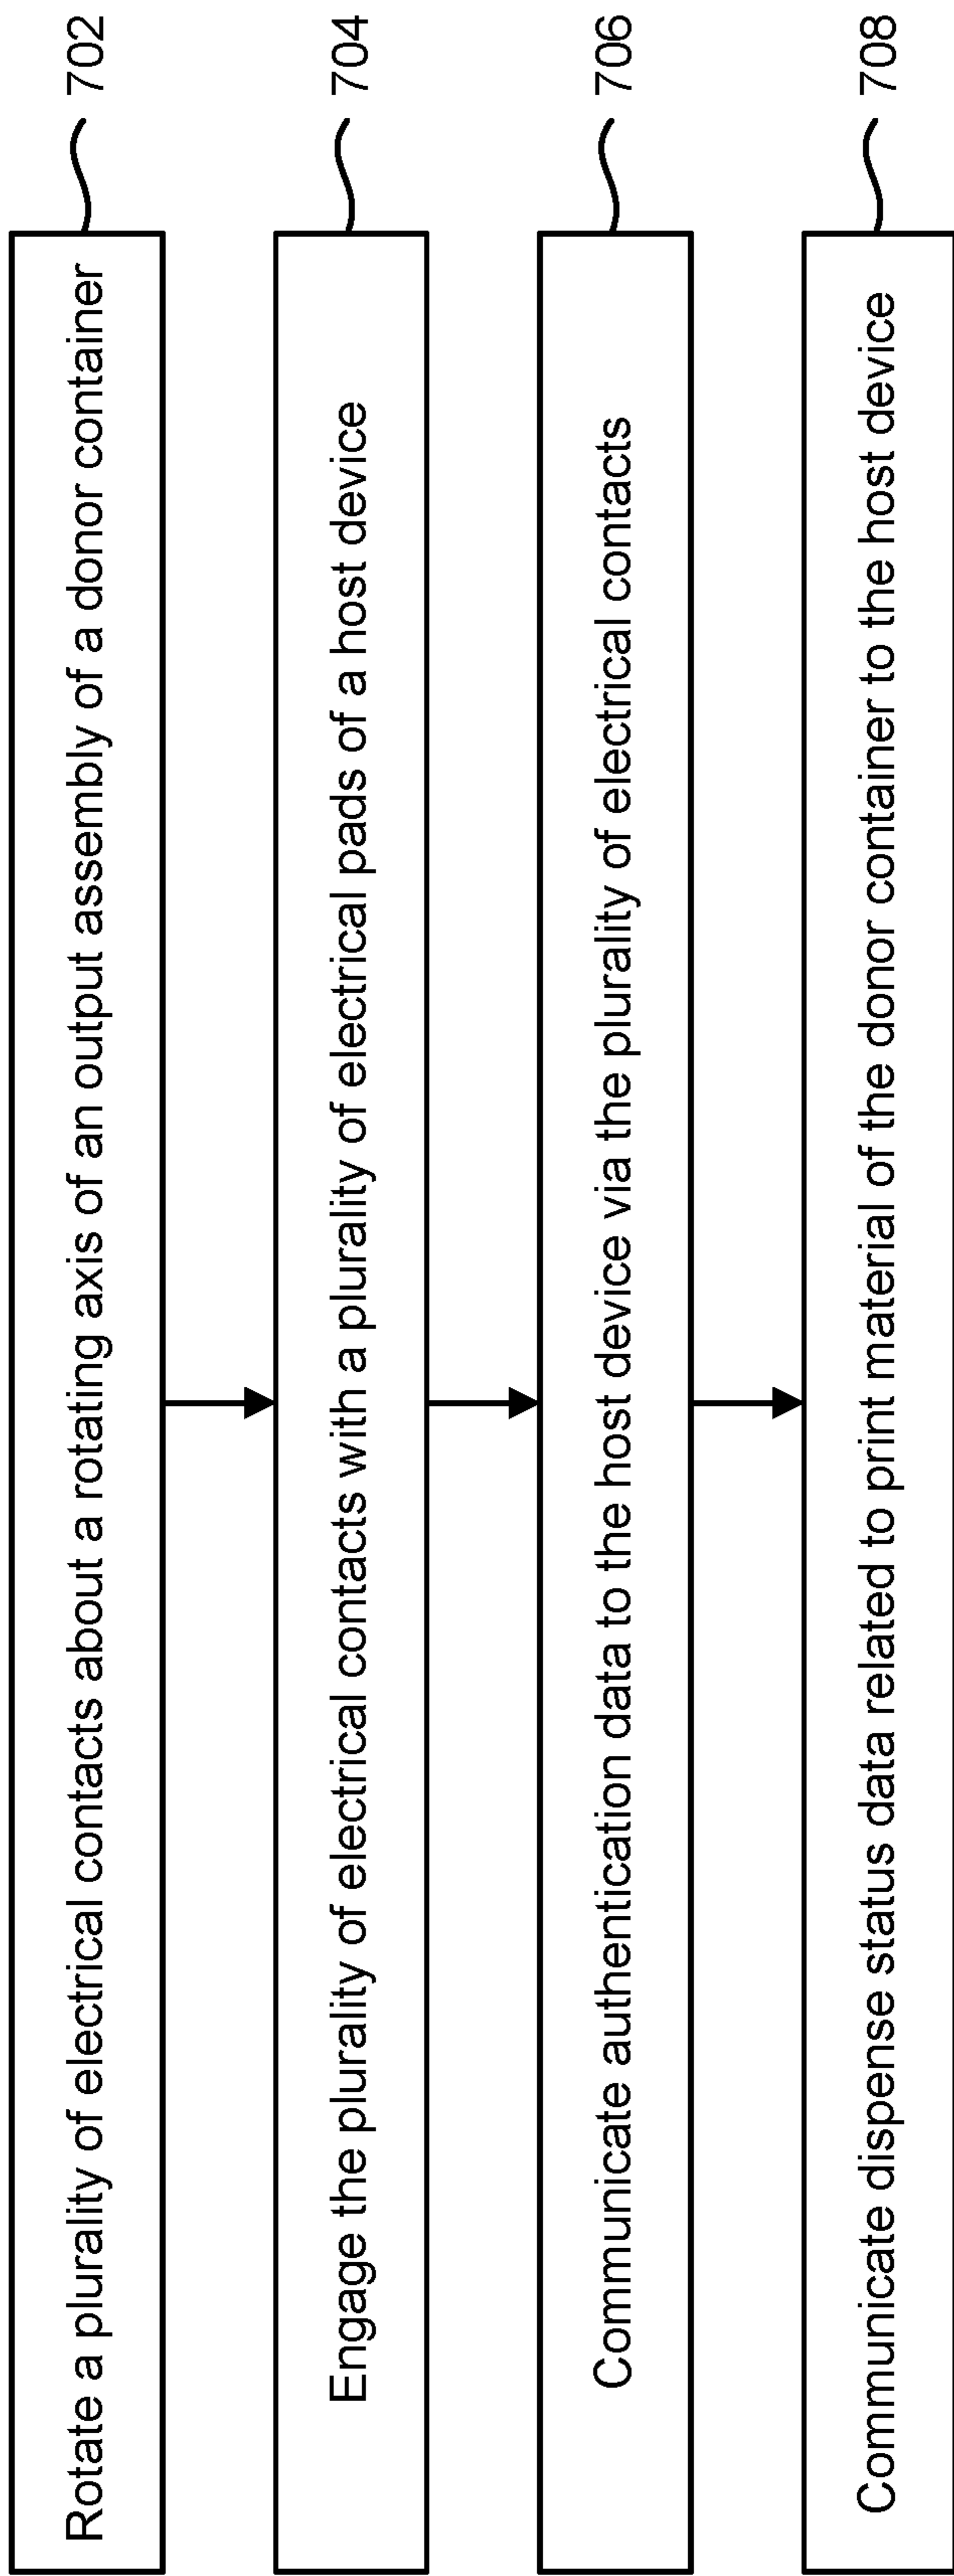 Rotate a plurality of electrical contacts about a rotating axis of an output assembly of a donor container
702
Engage the plurality of electrical contacts with a plurality of electrical pads of a host device
704
Communicate authentication data to the host device via the plurality of electrical contacts
706
Communicate dispense status data related to print material of the donor container to the host device
708